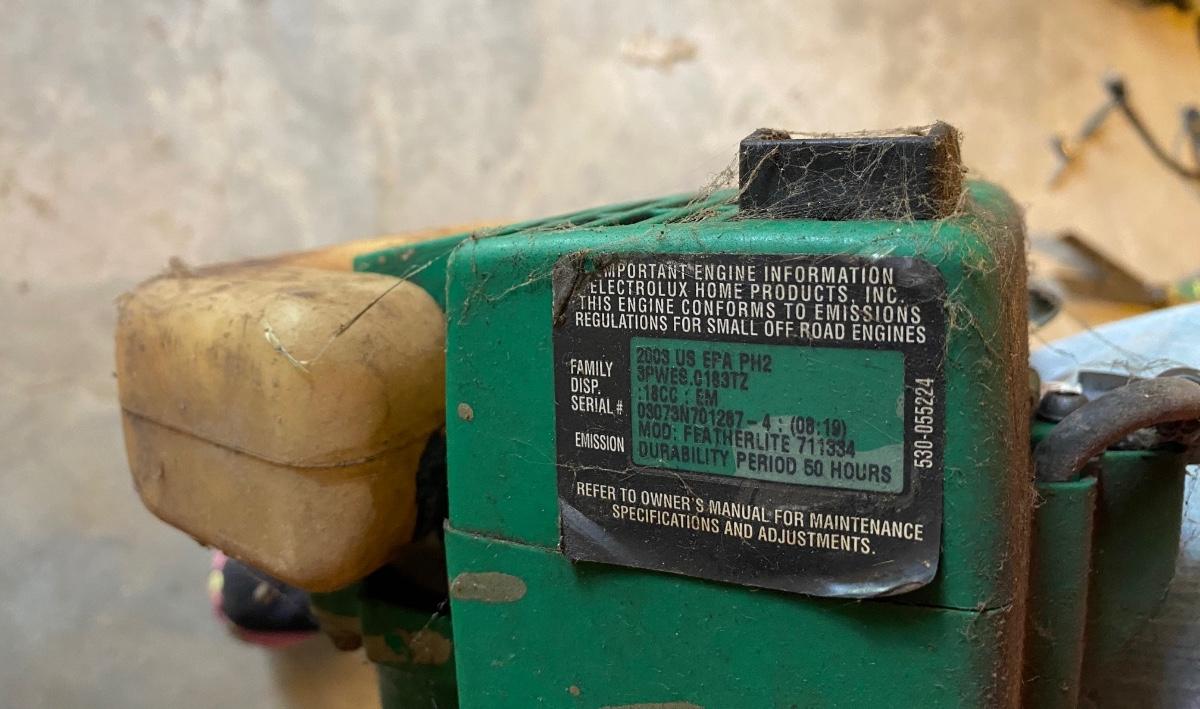 IMPORTANT ENGINE INFORMATION
ELECTROLUX HOME PRODUCTS, INC.
THIS ENGINE CONFORMS TO EMISSIONS
REGULATIONS FOR SMALL OFF ROAD ENGINES
FAMILY
DISP.
SERIAL #
EMISSION
2003 US EPA PH2
3PWES.C183TZ
:18CC : EM
03073N701287-4 : (08:19)
MOD: FEATHERLITE 711334
DURABILITY PERIOD 50 HOURS
530-055224
REFER TO OWNER'S MANUAL FOR MAINTENANCE
SPECIFICATIONS AND ADJUSTMENTS.